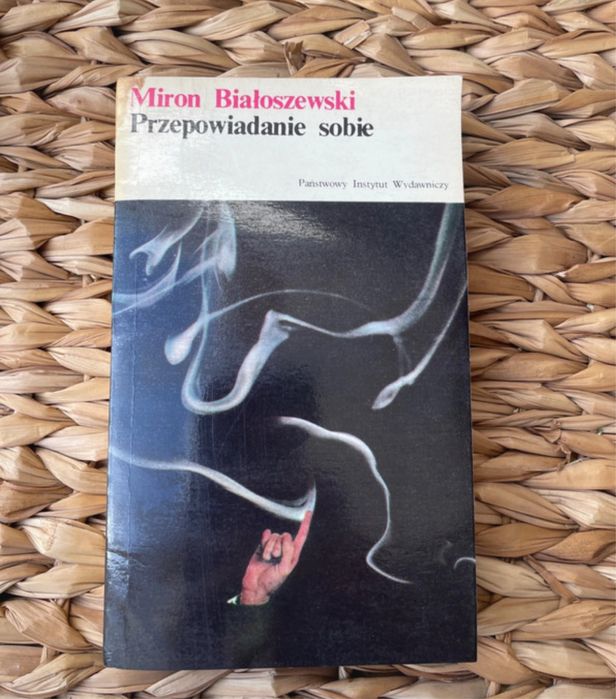 Miron Białoszewski
Przepowiadanie sobie
Państwowy Instytut Wydawniczy